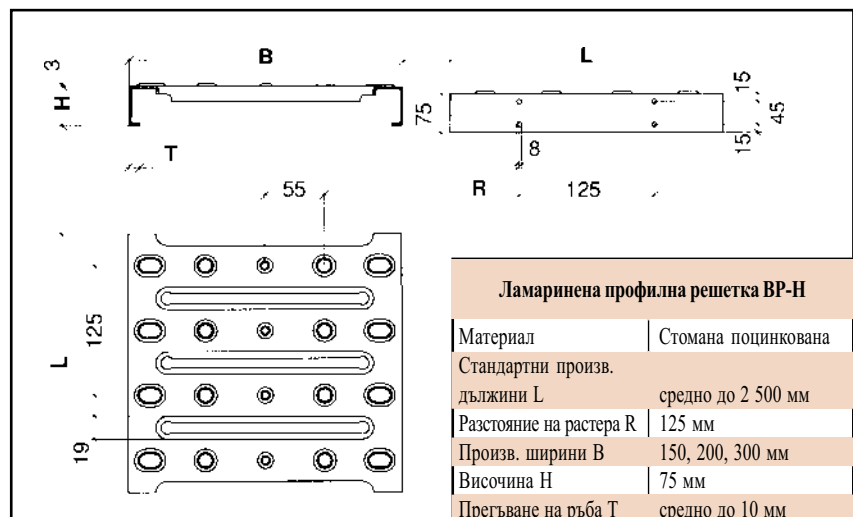 3
H
B
T
55
L
75
8
15
45
15
R
125
L
125
19
Ламаринена профилна решетка ВР-Н
Материал Стомана поцинкована
Стандартни произв.
дължини L средно до 2 500 мм
Разстояние на растера R 125 мм
Произв. ширини B 150, 200, 300 мм
Височина H 75 мм
Прегъване на ръба T средно до 10 мм